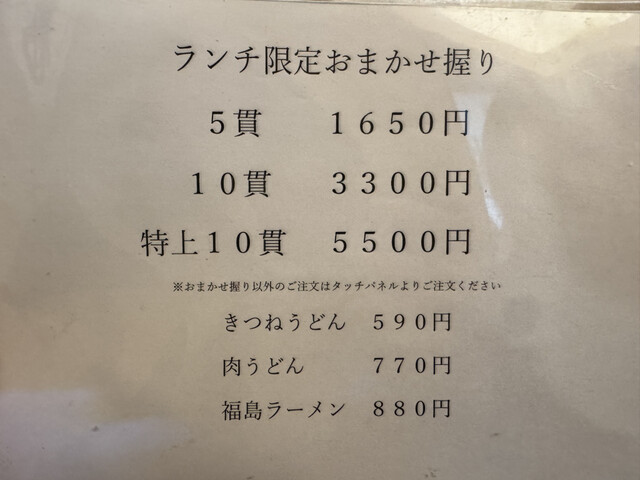 ランチ限定おまかせ握り
５貫　１６５０円
１０貫　３３００円
特上１０貫　５５００円
※おまかせ握り以外のご注文はタッチパネルよりご注文ください
きつねうどん　５９０円
肉うどん　７７０円
福島ラーメン　８８０円